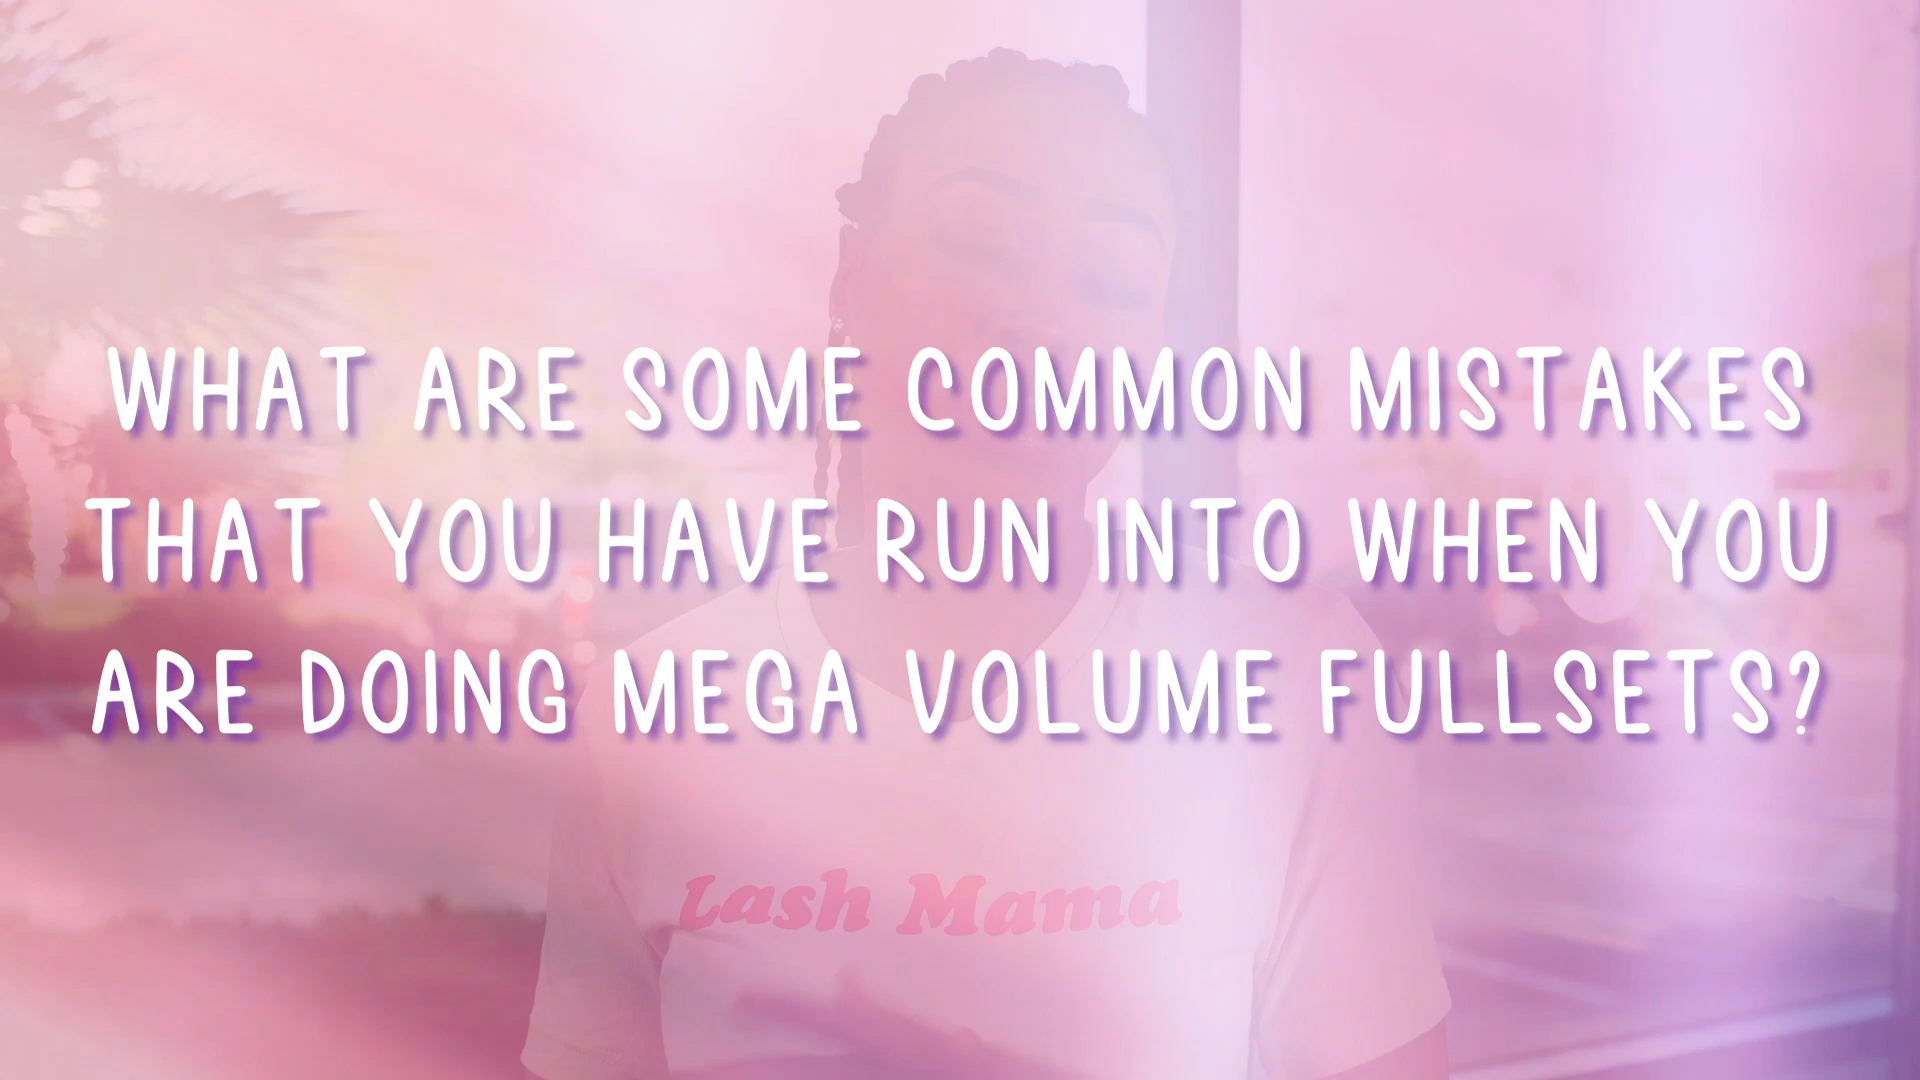 WHAT ARE SOME COMMON MISTAKES
THAT YOU HAVE RUN INTO WHEN YOU
ARE DOING MEGA VOLUME FULLSETS?
Lash Mama